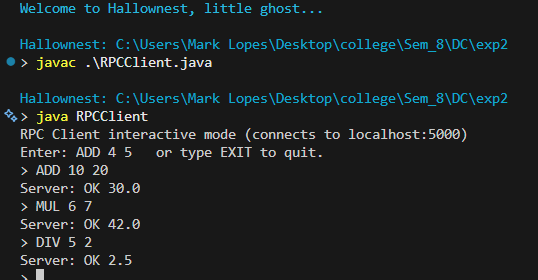 Welcome to Hallownest, little ghost...
Hallownest: C:\Users\Mark Lopes\Desktop\college\Sem_8\DC\exp2
> javac .\RPCClient.java
Hallownest: C:\Users\Mark Lopes\Desktop\college\Sem_8\DC\exp2
> java RPCClient
RPC Client interactive mode (connects to localhost:5000)
Enter: ADD 4 5   or type EXIT to quit.
> ADD 10 20
Server: OK 30.0
> MUL 6 7
Server: OK 42.0
> DIV 5 2
Server: OK 2.5
>